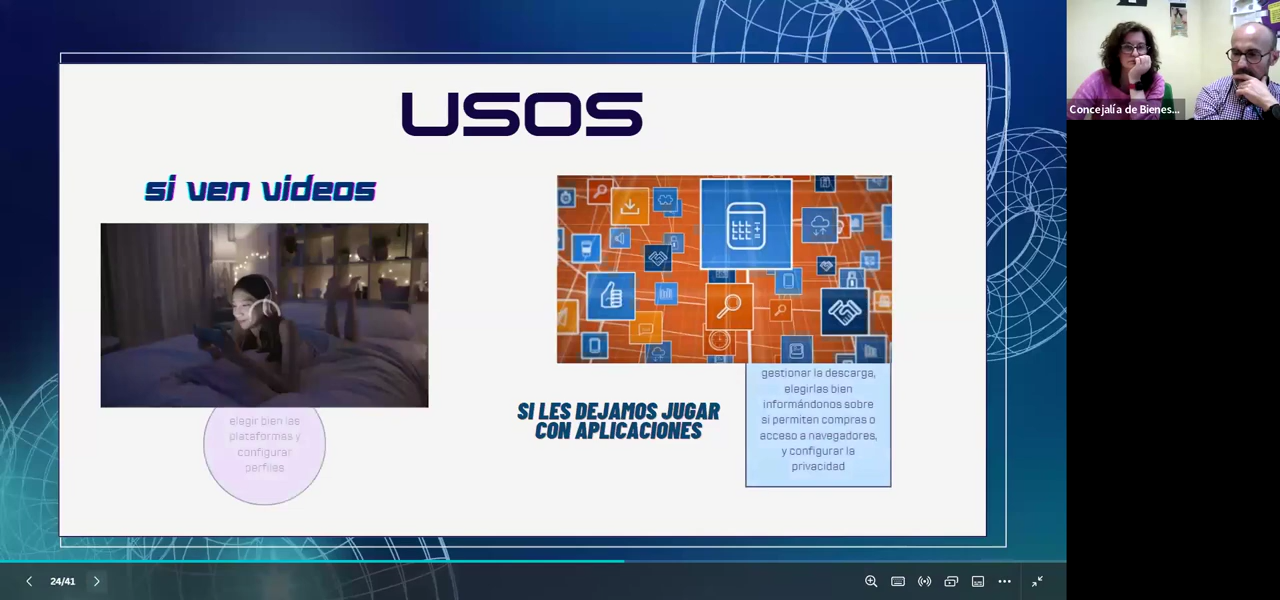 USOS
si ven videos
elegir bien las
plataformas y
configurar
perfiles
SI LES DEJAMOS JUGAR
CON APLICACIONES
gestionar la descarga,
elegirlas bien
informándonos sobre
si permiten compras o
acceso a navegadores,
y configurar la
privacidad
Concejalía de Bienes...
24/41